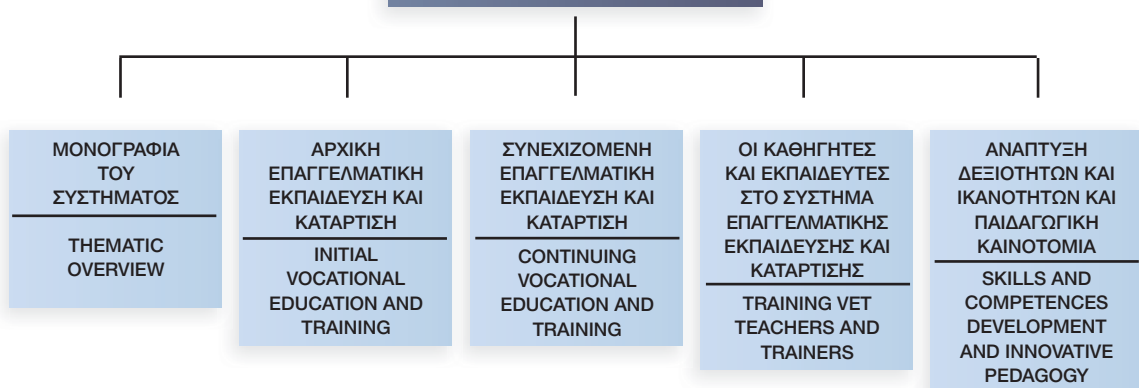 ΜΟΝΟΓΡΑΦΙΑ
ΤΟΥ
ΣΥΣΤΗΜΑΤΟΣ
THEMATIC
OVERVIEW
ΑΡΧΙΚΗ
ΕΠΑΓΓΕΛΜΑΤΙΚΗ
ΕΚΠΑΙΔΕΥΣΗ ΚΑΙ
ΚΑΤΑΡΤΙΣΗ
INITIAL
VOCATIONAL
EDUCATION AND
TRAINING
ΣΥΝΕΧΙΖΟΜΕΝΗ
ΕΠΑΓΓΕΛΜΑΤΙΚΗ
ΕΚΠΑΙΔΕΥΣΗ ΚΑΙ
ΚΑΤΑΡΤΙΣΗ
CONTINUING
VOCATIONAL
EDUCATION AND
TRAINING
ΟΙ ΚΑΘΗΓΗΤΕΣ
ΚΑΙ ΕΚΠΑΙΔΕΥΤΕΣ
ΣΤΟ ΣΥΣΤΗΜΑ
ΕΠΑΓΓΕΛΜΑΤΙΚΗΣ
ΕΚΠΑΙΔΕΥΣΗΣ ΚΑΙ
ΚΑΤΑΡΤΙΣΗΣ
TRAINING VET
TEACHERS AND
TRAINERS
ΑΝΑΠΤΥΞΗ
ΔΕΞΙΟΤΗΤΩΝ ΚΑΙ
ΙΚΑΝΟΤΗΤΩΝ ΚΑΙ
ΠΑΙΔΑΓΩΓΙΚΗ
ΚΑΙΝΟΤΟΜΙΑ
SKILLS AND
COMPETENCES
DEVELOPMENT
AND INNOVATIVE
PEDAGOGY